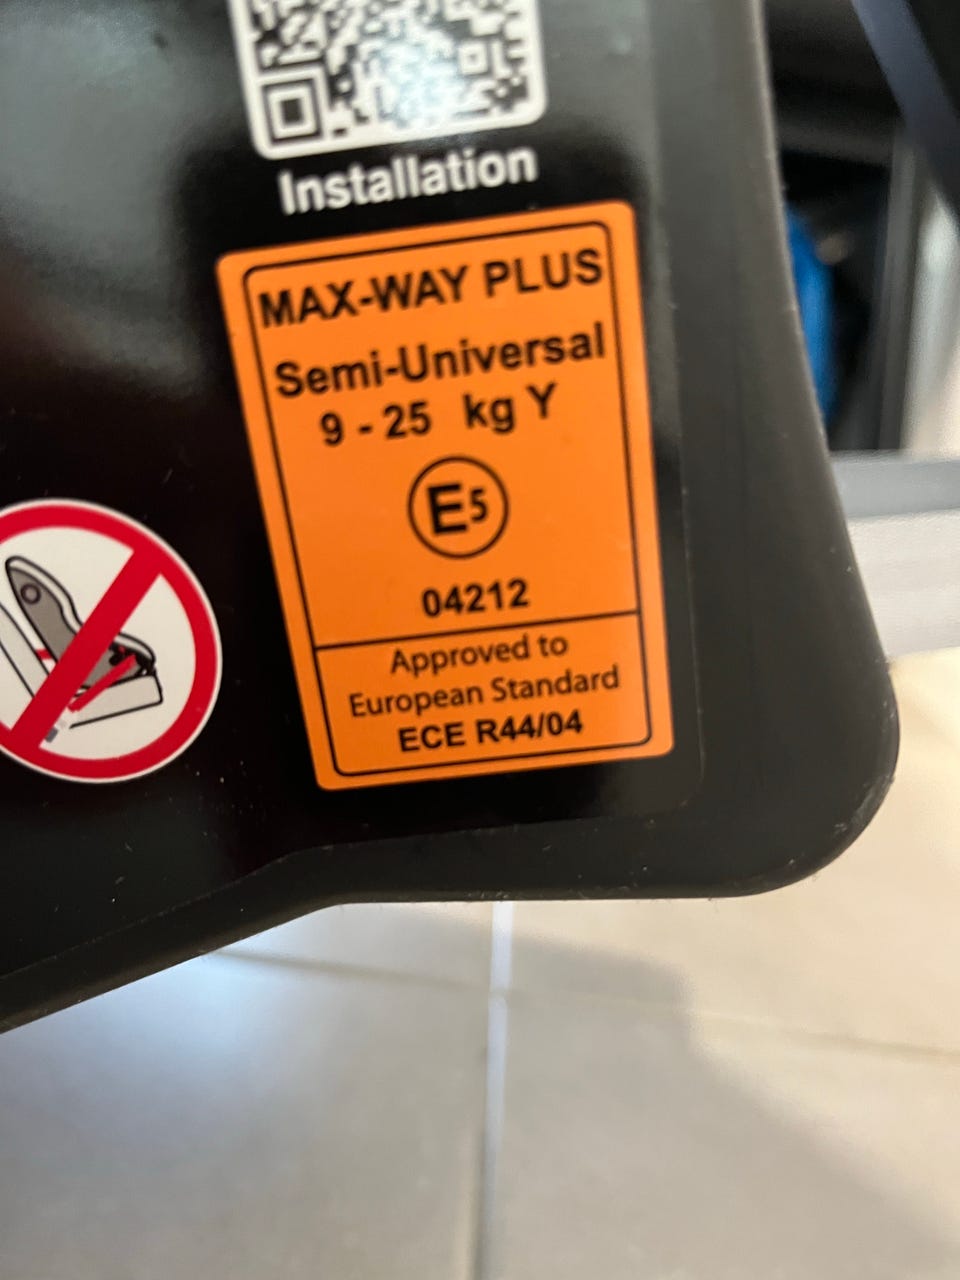 Installation
MAX-WAY PLUS
Semi-Universal
9 - 25 kg Y
E5
04212
Approved to
European Standard
ECE R44/04